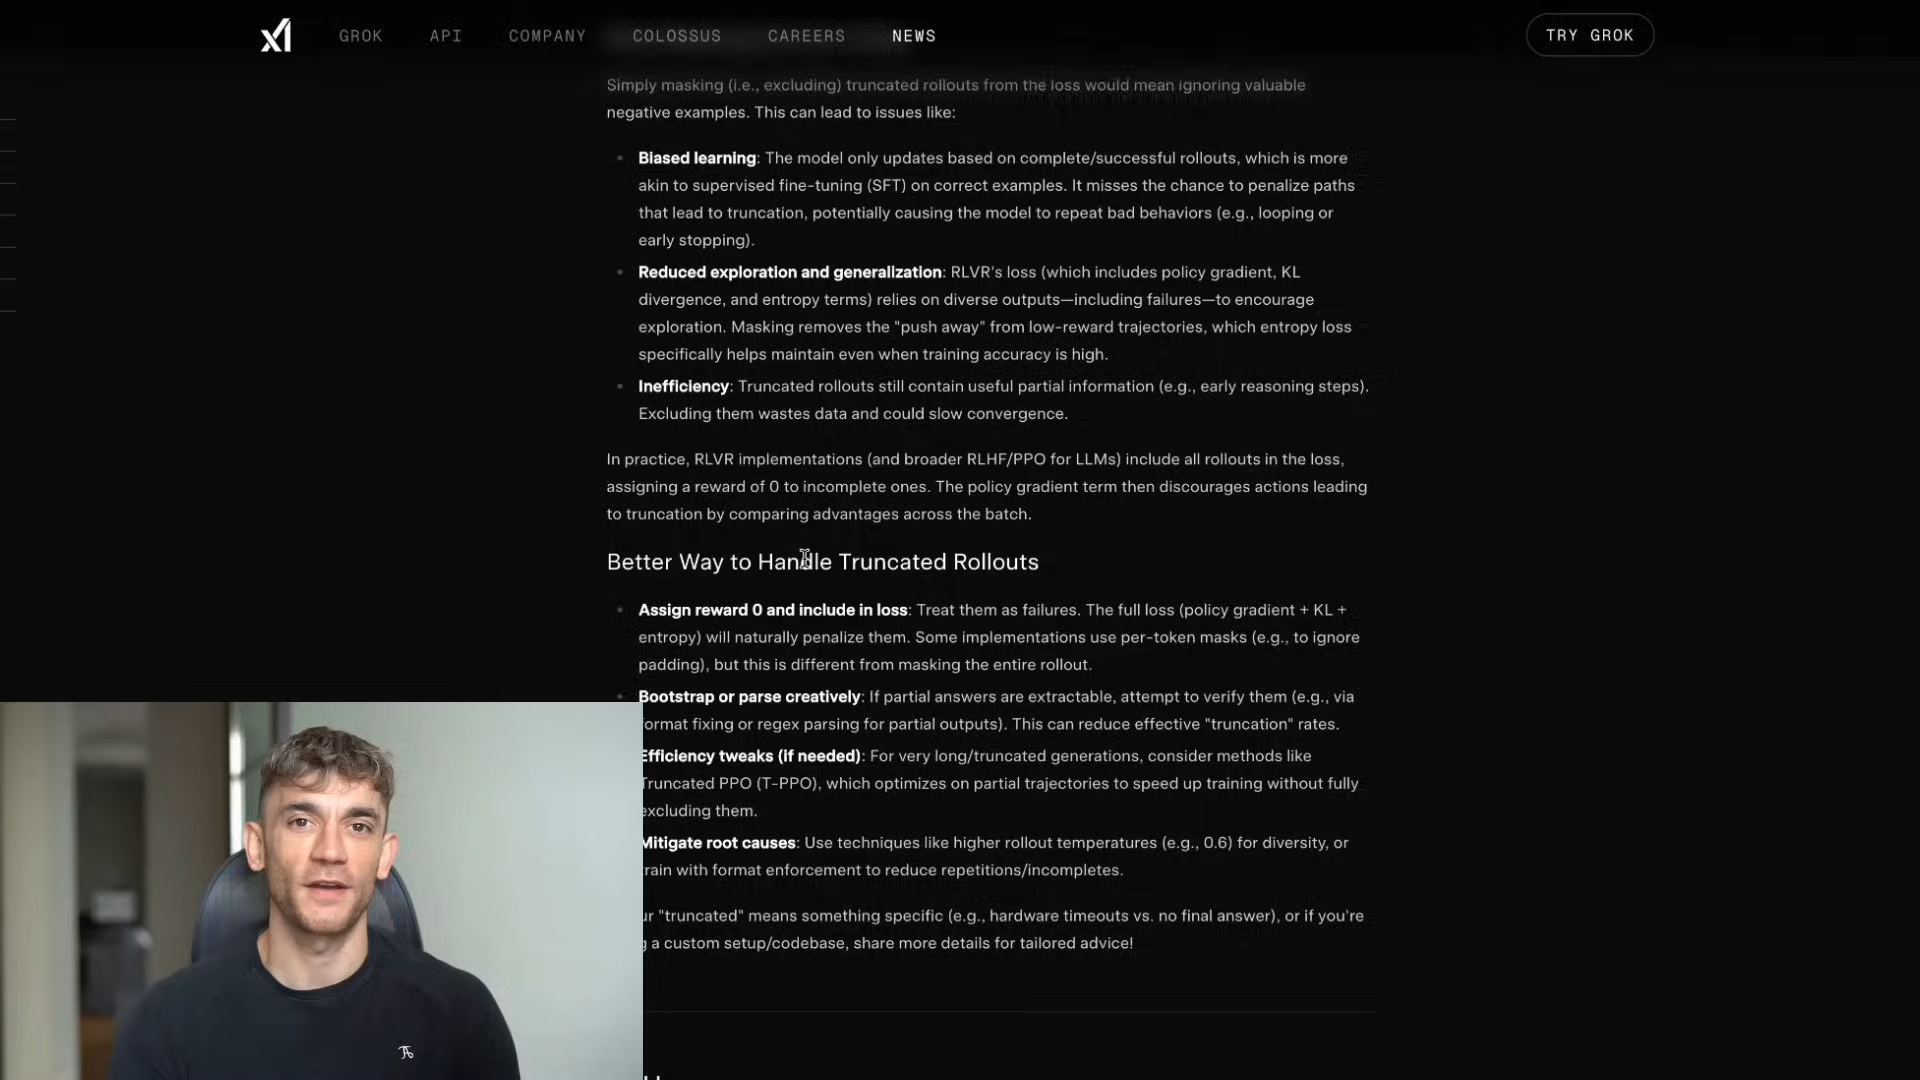 xI
GROK
API
COMPANY
COLOSSUS
CAREERS
NEWS
TRY GROK
Simply masking (i.e., excluding) truncated rollouts from the loss would mean ignoring valuable
negative examples. This can lead to issues like:
Biased learning: The model only updates based on complete/successful rollouts, which is more
akin to supervised fine-tuning (SFT) on correct examples. It misses the chance to penalize paths
that lead to truncation, potentially causing the model to repeat bad behaviors (e.g., looping or
early stopping).
Reduced exploration and generalization: RLVR's loss (which includes policy gradient, KL
divergence, and entropy terms) relies on diverse outputs—including failures—to encourage
exploration. Masking removes the "push away" from low-reward trajectories, which entropy loss
specifically helps maintain even when training accuracy is high.
Inefficiency: Truncated rollouts still contain useful partial information (e.g., early reasoning steps).
Excluding them wastes data and could slow convergence.
In practice, RLVR implementations (and broader RLHF/PPO for LLMs) include all rollouts in the loss,
assigning a reward of 0 to incomplete ones. The policy gradient term then discourages actions leading
to truncation by comparing advantages across the batch.
Better Way to Handle Truncated Rollouts
Assign reward 0 and include in loss: Treat them as failures. The full loss (policy gradient + KL +
entropy) will naturally penalize them. Some implementations use per-token masks (e.g., to ignore
padding), but this is different from masking the entire rollout.
Bootstrap or parse creatively: If partial answers are extractable, attempt to verify them (e.g., via
format fixing or regex parsing for partial outputs). This can reduce effective "truncation" rates.
Efficiency tweaks (if needed): For very long/truncated generations, consider methods like
Truncated PPO (T-PPO), which optimizes on partial trajectories to speed up training without fully
excluding them.
Mitigate root causes: Use techniques like higher rollout temperatures (e.g., 0.6) for diversity, or
train with format enforcement to reduce repetitions/incompletes.
"truncated" means something specific (e.g., hardware timeouts vs. no final answer), or if you're
a custom setup/codebase, share more details for tailored advice!